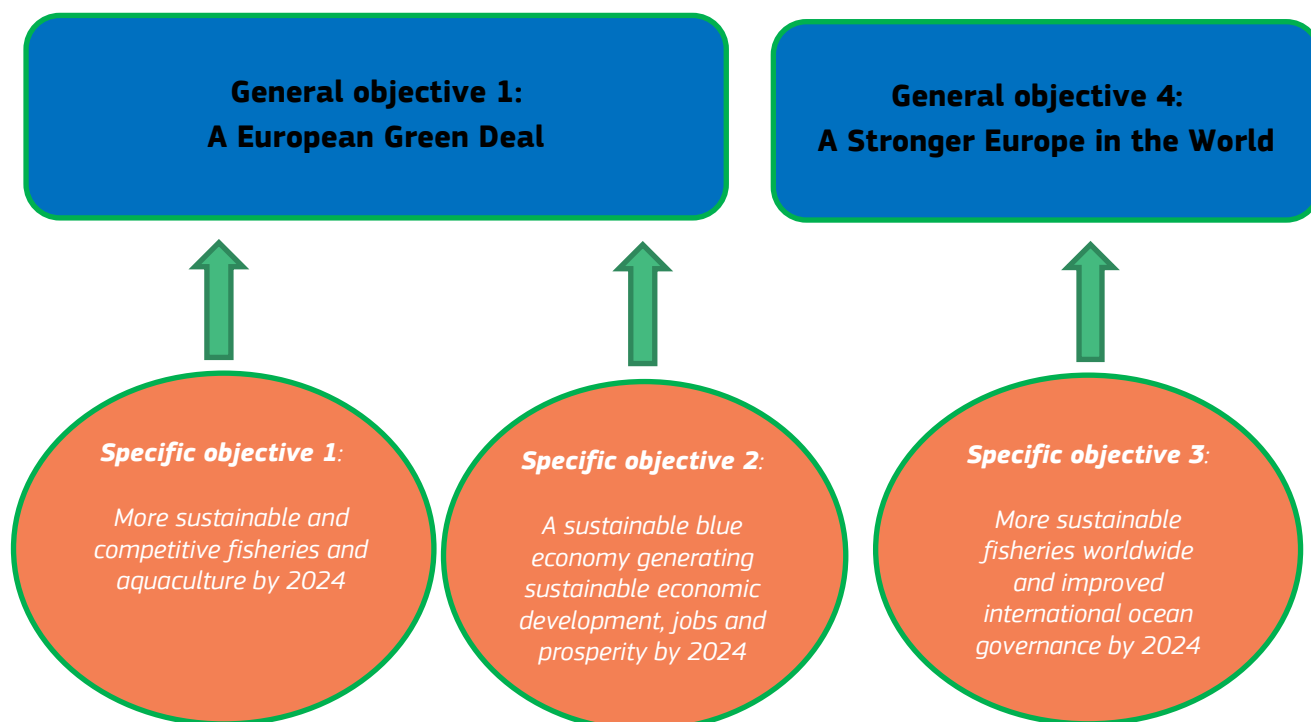 General objective 1:
A European Green Deal
General objective 4:
A Stronger Europe in the World
Specific objective 1:
More sustainable and
competitive fisheries and
aquaculture by 2024
Specific objective 2:
A sustainable blue
economy generating
sustainable economic
development, jobs and
prosperity by 2024
Specific objective 3:
More sustainable
fisheries worldwide
and improved
international ocean
governance by 2024